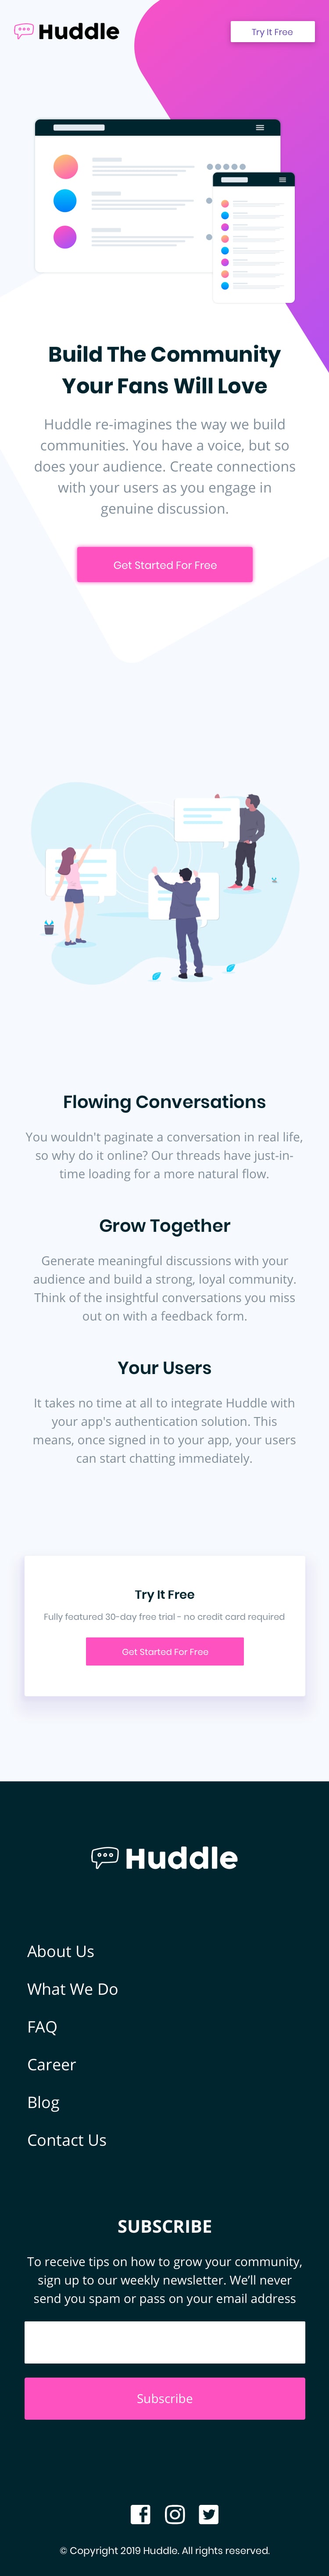 Huddle
Try It Free
Build The Community
Your Fans Will Love
Huddle re-imagines the way we build
communities. You have a voice, but so
does your audience. Create connections
with your users as you engage in
genuine discussion.
Get Started For Free
Flowing Conversations
You wouldn't paginate a conversation in real life,
so why do it online? Our threads have just-in-
time loading for a more natural flow.
Grow Together
Generate meaningful discussions with your
audience and build a strong, loyal community.
Think of the insightful conversations you miss
out on with a feedback form.
Your Users
It takes no time at all to integrate Huddle with
your app's authentication solution. This
means, once signed in to your app, your users
can start chatting immediately.
Try It Free
Fully featured 30-day free trial - no credit card required
Get Started For Free
Huddle
About Us
What We Do
FAQ
Career
Blog
Contact Us
SUBSCRIBE
To receive tips on how to grow your community,
sign up to our weekly newsletter. We’ll never
send you spam or pass on your email address
Subscribe
© Copyright 2019 Huddle. All rights reserved.